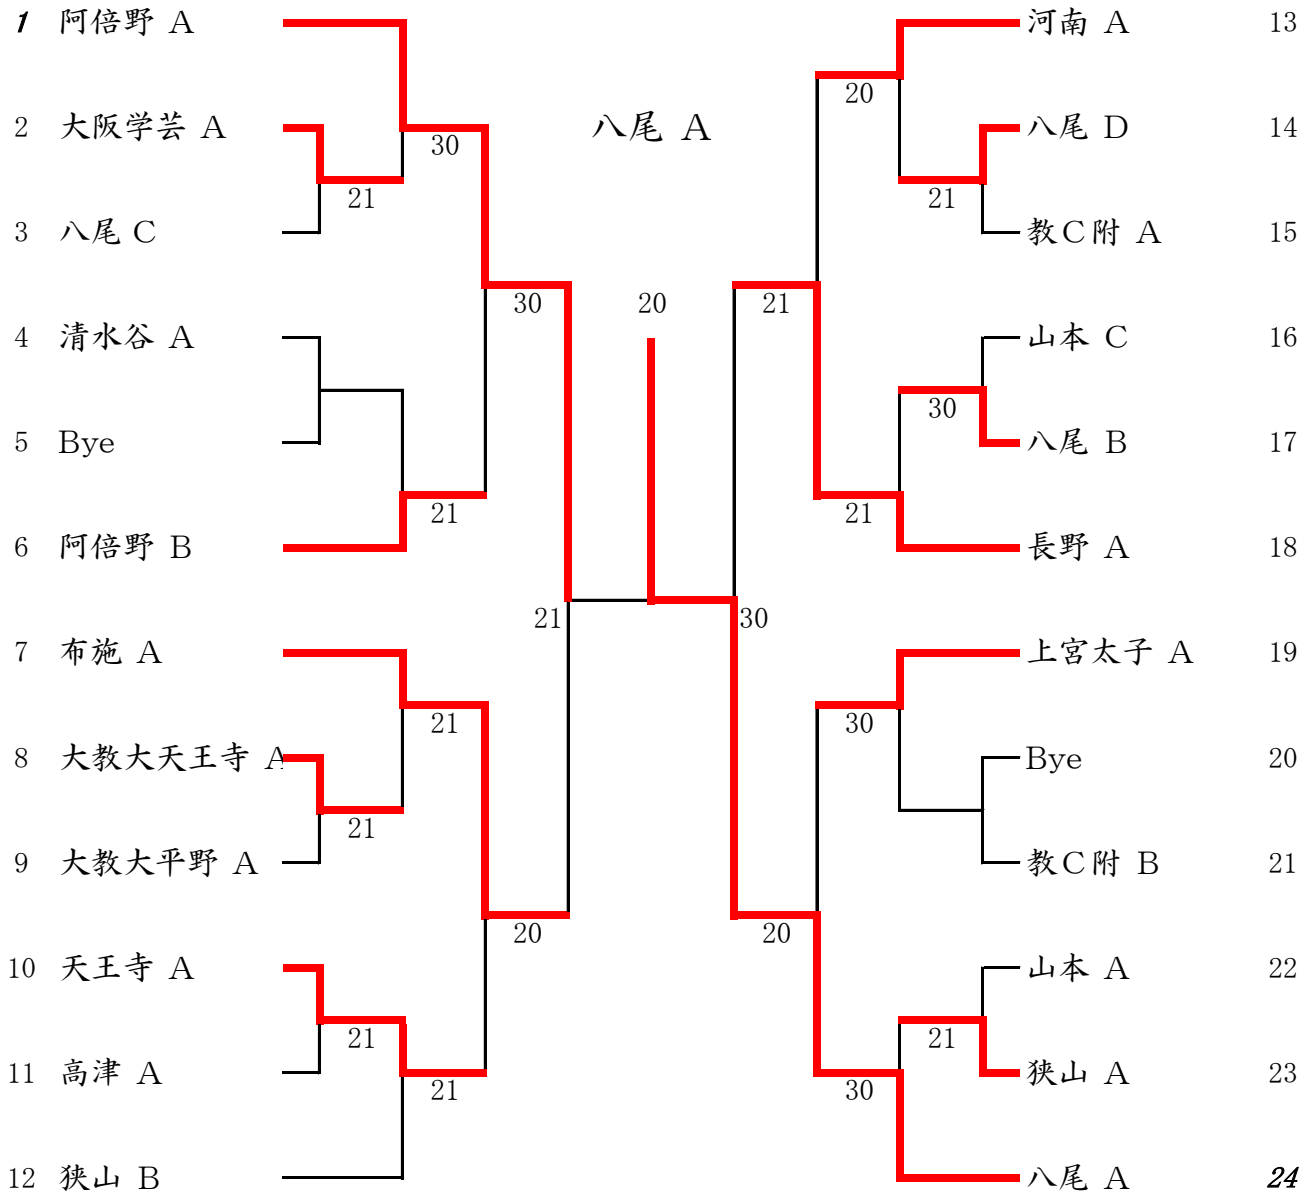 1 阿倍野 A
2 大阪学芸 A
3 八尾 C
4 清水谷 A
5 Bye
6 阿倍野 B
7 布施 A
8 大教大天王寺 A
9 大教大平野 A
10 天王寺 A
11 高津 A
12 狭山 B
21
30
21
21
21
21
21
30
20
21
八尾 A
20
30
21
20
20
21
30
30
21
30
21
河南 A 13
八尾 D 14
教C附 A 15
山本 C 16
八尾 B 17
長野 A 18
上宮太子 A 19
Bye 20
教C附 B 21
山本 A 22
狭山 A 23
八尾 A 24